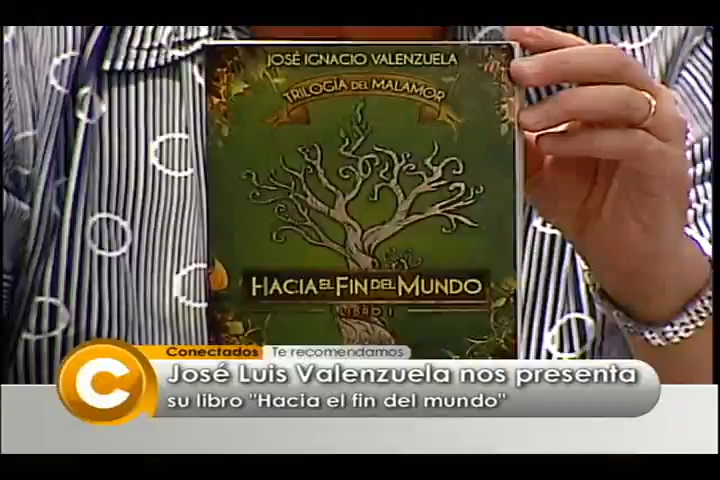 JOSÉ IGNACIO VALENZUELA
TRILOGÍA DEL MALAMOR
HACIA EL FIN DEL MUNDO
LIBRO I
Conectados Te recomendamos
C
José Luis Valenzuela nos presenta
su libro "Hacia el fin del mundo"